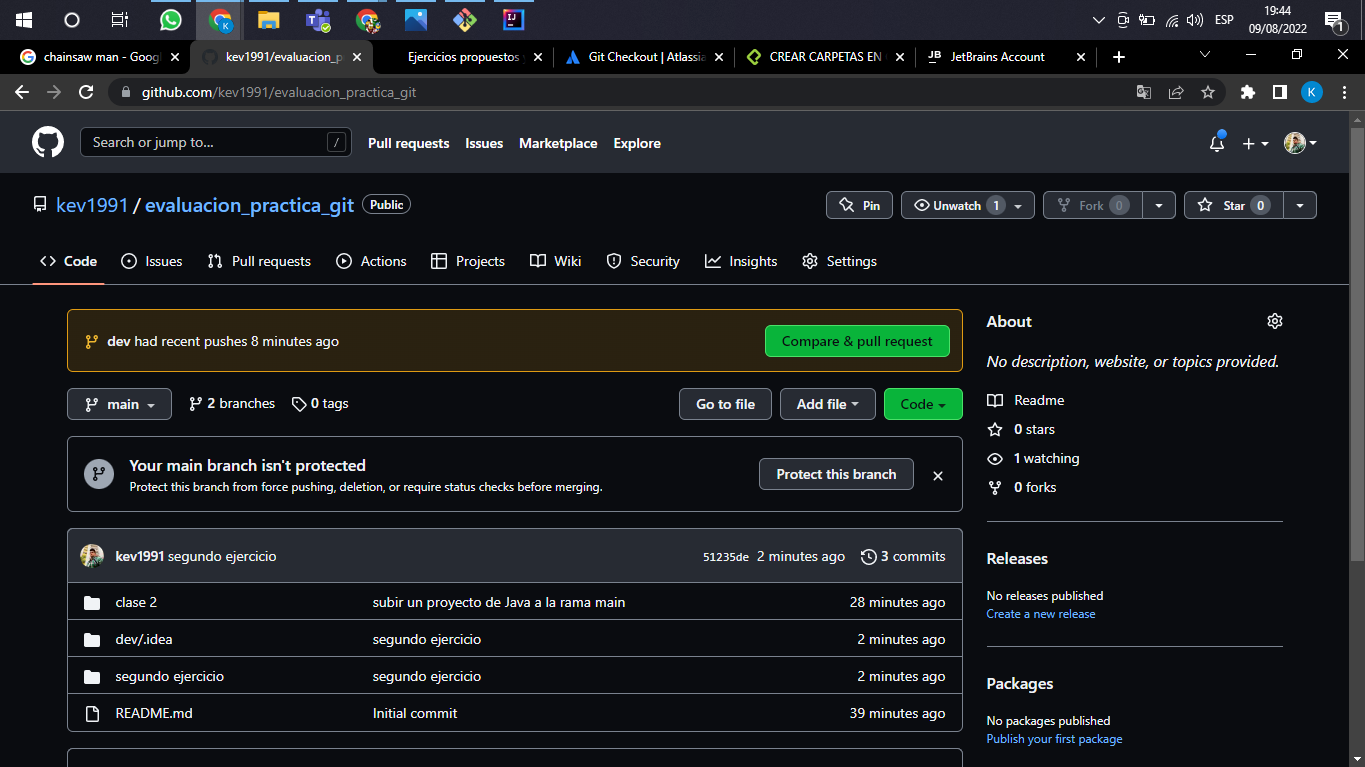 19:44
ESP
09/08/2022
1
chainsaw man - Googl
kev1991/evaluacion_p
Ejercicios propuestos
Git Checkout | Atlassia
CREAR CARPETAS EN
JB
JetBrains Account
github.com/kev1991/evaluacion_practica_git
K
Search or jump to...
/
Pull requests
Issues
Marketplace
Explore
kev1991 / evaluacion_practica_git
Public
Pin
Unwatch 1
Fork 0
Star 0
Code
Issues
Pull requests
Actions
Projects
Wiki
Security
Insights
Settings
dev had recent pushes 8 minutes ago
Compare & pull request
main
2 branches
0 tags
Go to file
Add file
Code
Your main branch isn't protected
Protect this branch from force pushing, deletion, or require status checks before merging.
Protect this branch
kev1991 segundo ejercicio
51235de 2 minutes ago
3 commits
clase 2
subir un proyecto de Java a la rama main
28 minutes ago
dev/.idea
segundo ejercicio
2 minutes ago
segundo ejercicio
segundo ejercicio
2 minutes ago
README.md
Initial commit
39 minutes ago
About
No description, website, or topics provided.
Readme
0 stars
1 watching
0 forks
Releases
No releases published
Create a new release
Packages
No packages published
Publish your first package